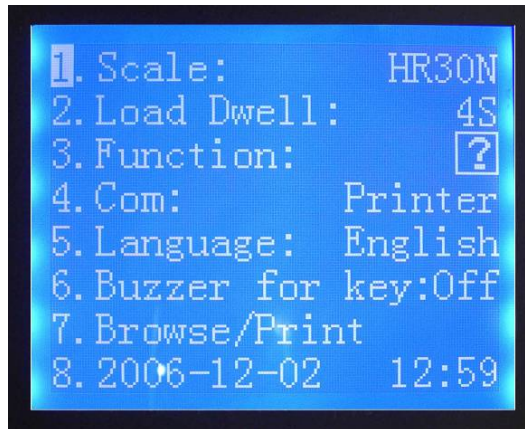 1.Scale: HR30N
2.Load Dwell: 4S
3.Function: ?
4.Com: Printer
5.Language: English
6.Buzzer for key:Off
7.Browse/Print
8.2006-12-02 12:59